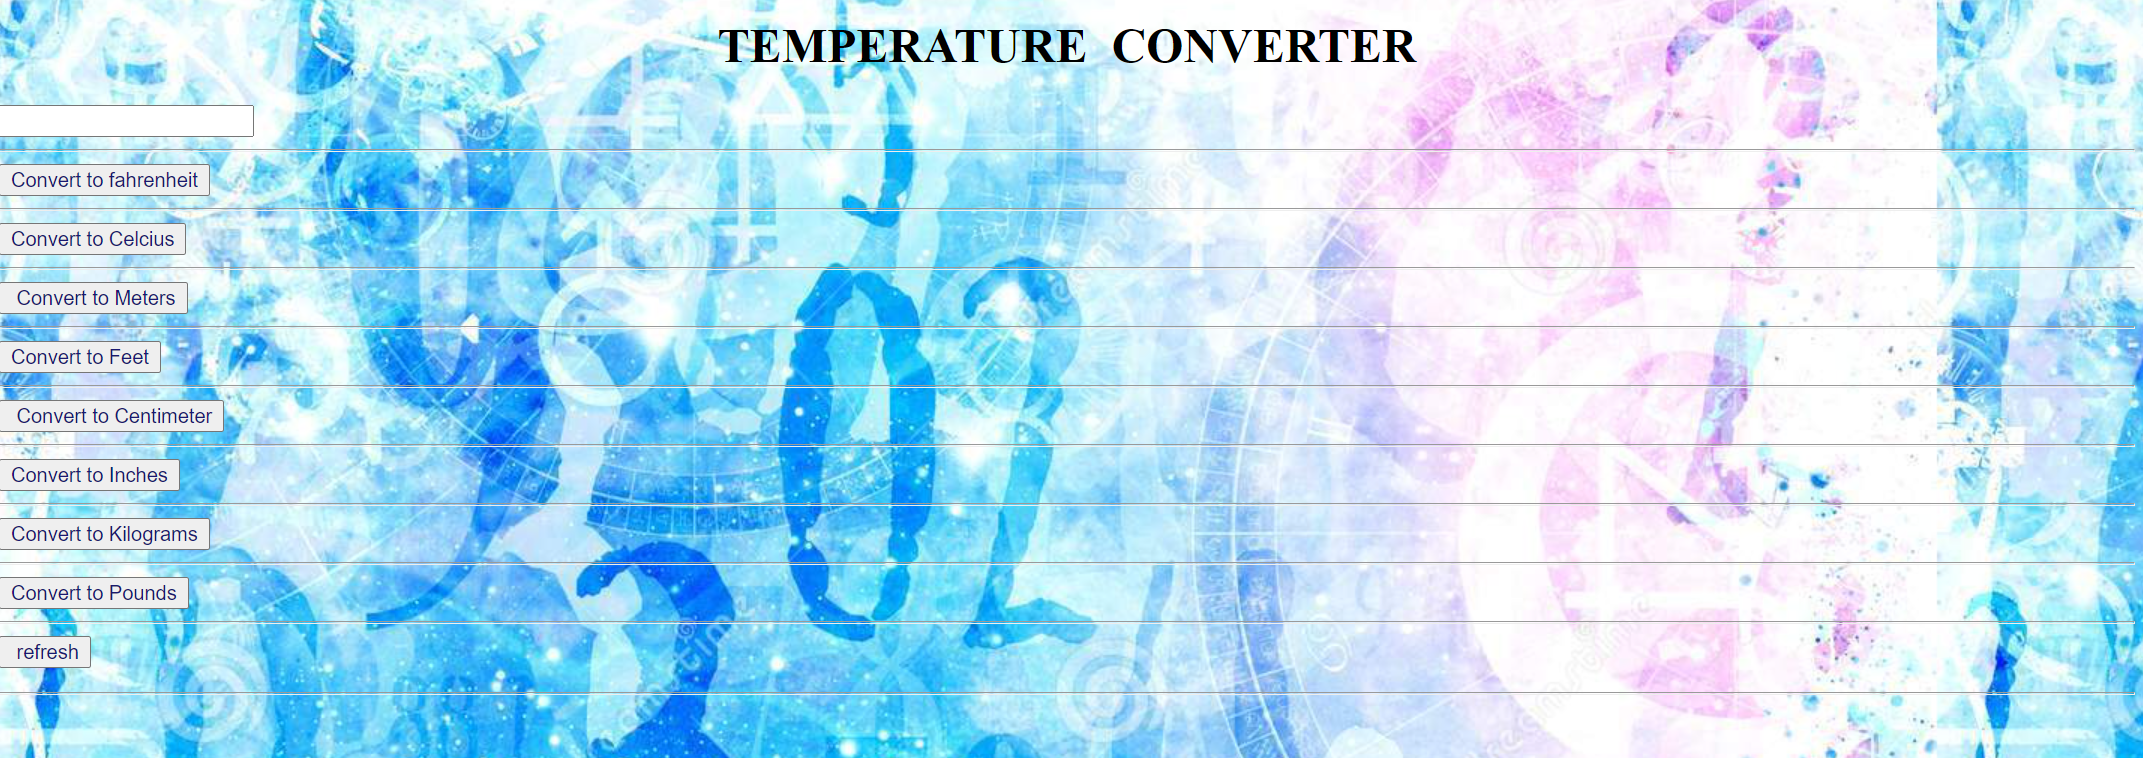 TEMPERATURE CONVERTER
Convert to fahrenheit
Convert to Celcius
Convert to Meters
Convert to Feet
Convert to Centimeter
Convert to Inches
Convert to Kilograms
Convert to Pounds
refresh